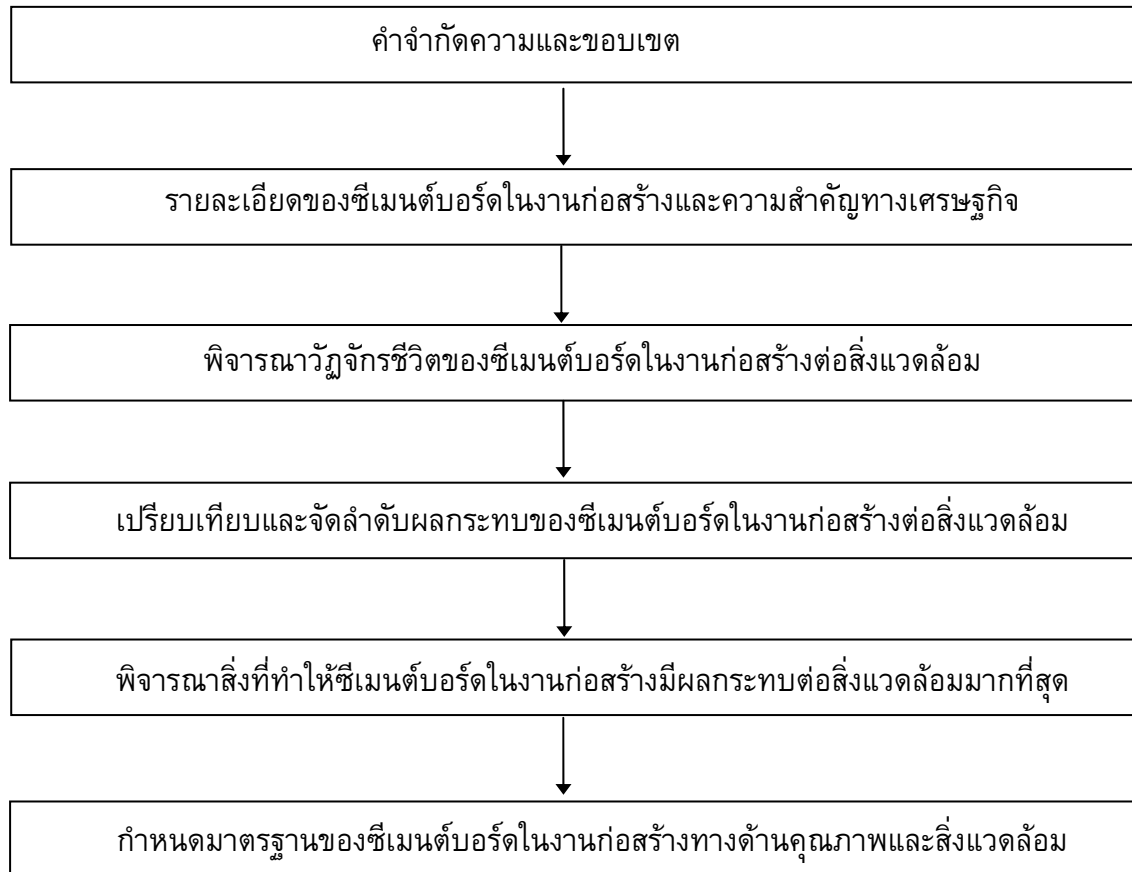 คำจำกัดความและขอบเขต
รายละเอียดของซีเมนต์บอร์ดในงานก่อสร้างและความสำคัญทางเศรษฐกิจ
พิจารณาวัฏจักรชีวิตของซีเมนต์บอร์ดในงานก่อสร้างต่อสิ่งแวดล้อม
เปรียบเทียบและจัดลำดับผลกระทบของซีเมนต์บอร์ดในงานก่อสร้างต่อสิ่งแวดล้อม
พิจารณาสิ่งที่ทำให้ซีเมนต์บอร์ดในงานก่อสร้างมีผลกระทบต่อสิ่งแวดล้อมมากที่สุด
กำหนดมาตรฐานของซีเมนต์บอร์ดในงานก่อสร้างทางด้านคุณภาพและสิ่งแวดล้อม